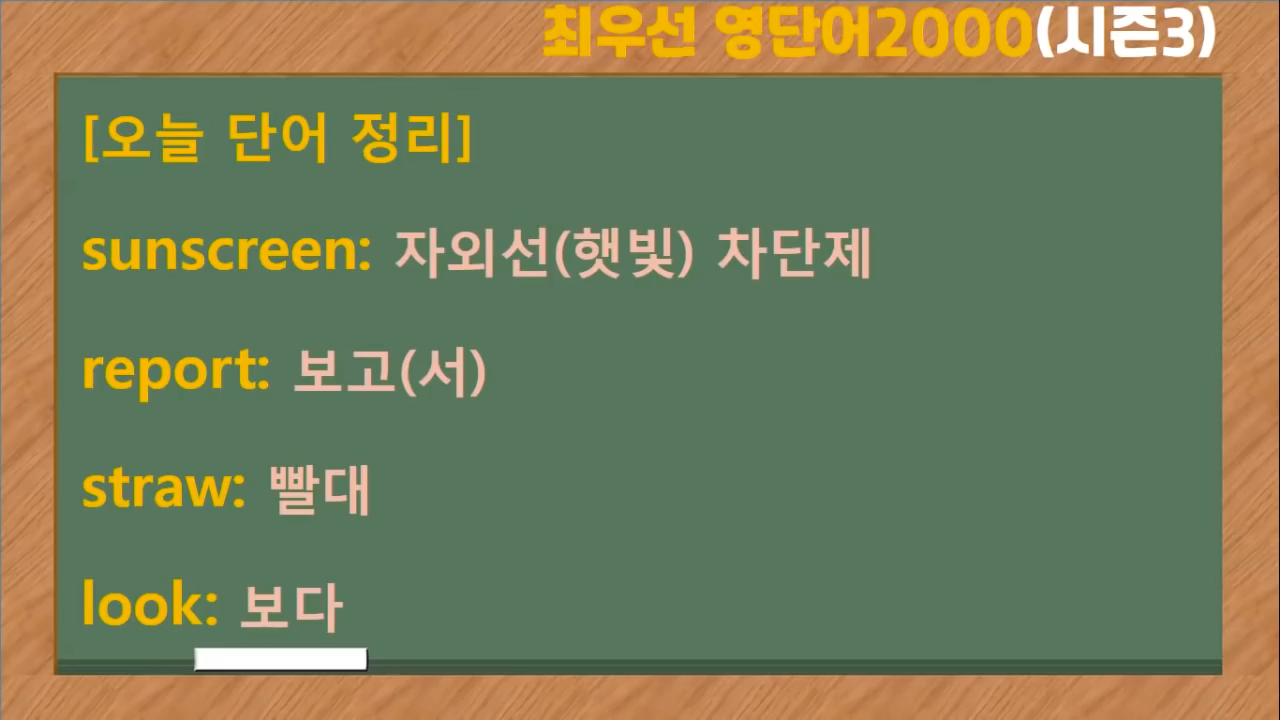 최우선 영단어2000(시즌3)
[오늘 단어 정리]
sunscreen: 자외선(햇빛) 차단제
report: 보고(서)
straw: 빨대
look: 보다